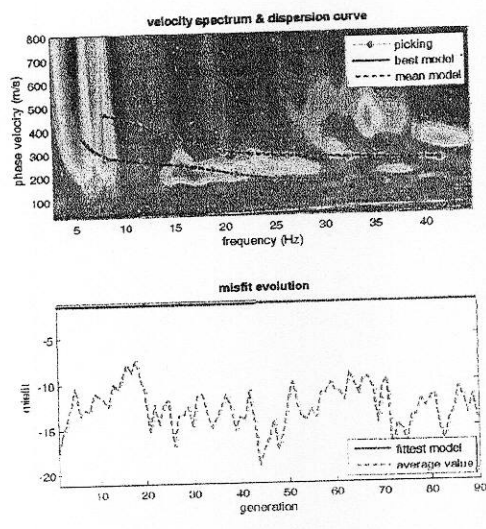 velocity spectrum & dispersion curve
800
700
600
500
400
300
200
100
phase velocity (m/s)
picking
best model
mean model
5 10 15 20 25 30 35 40
frequency (Hz)
misfit evolution
-5
-10
-15
-20
misfit
fittest model
average value
10 20 30 40 50 60 70 80 90
generation